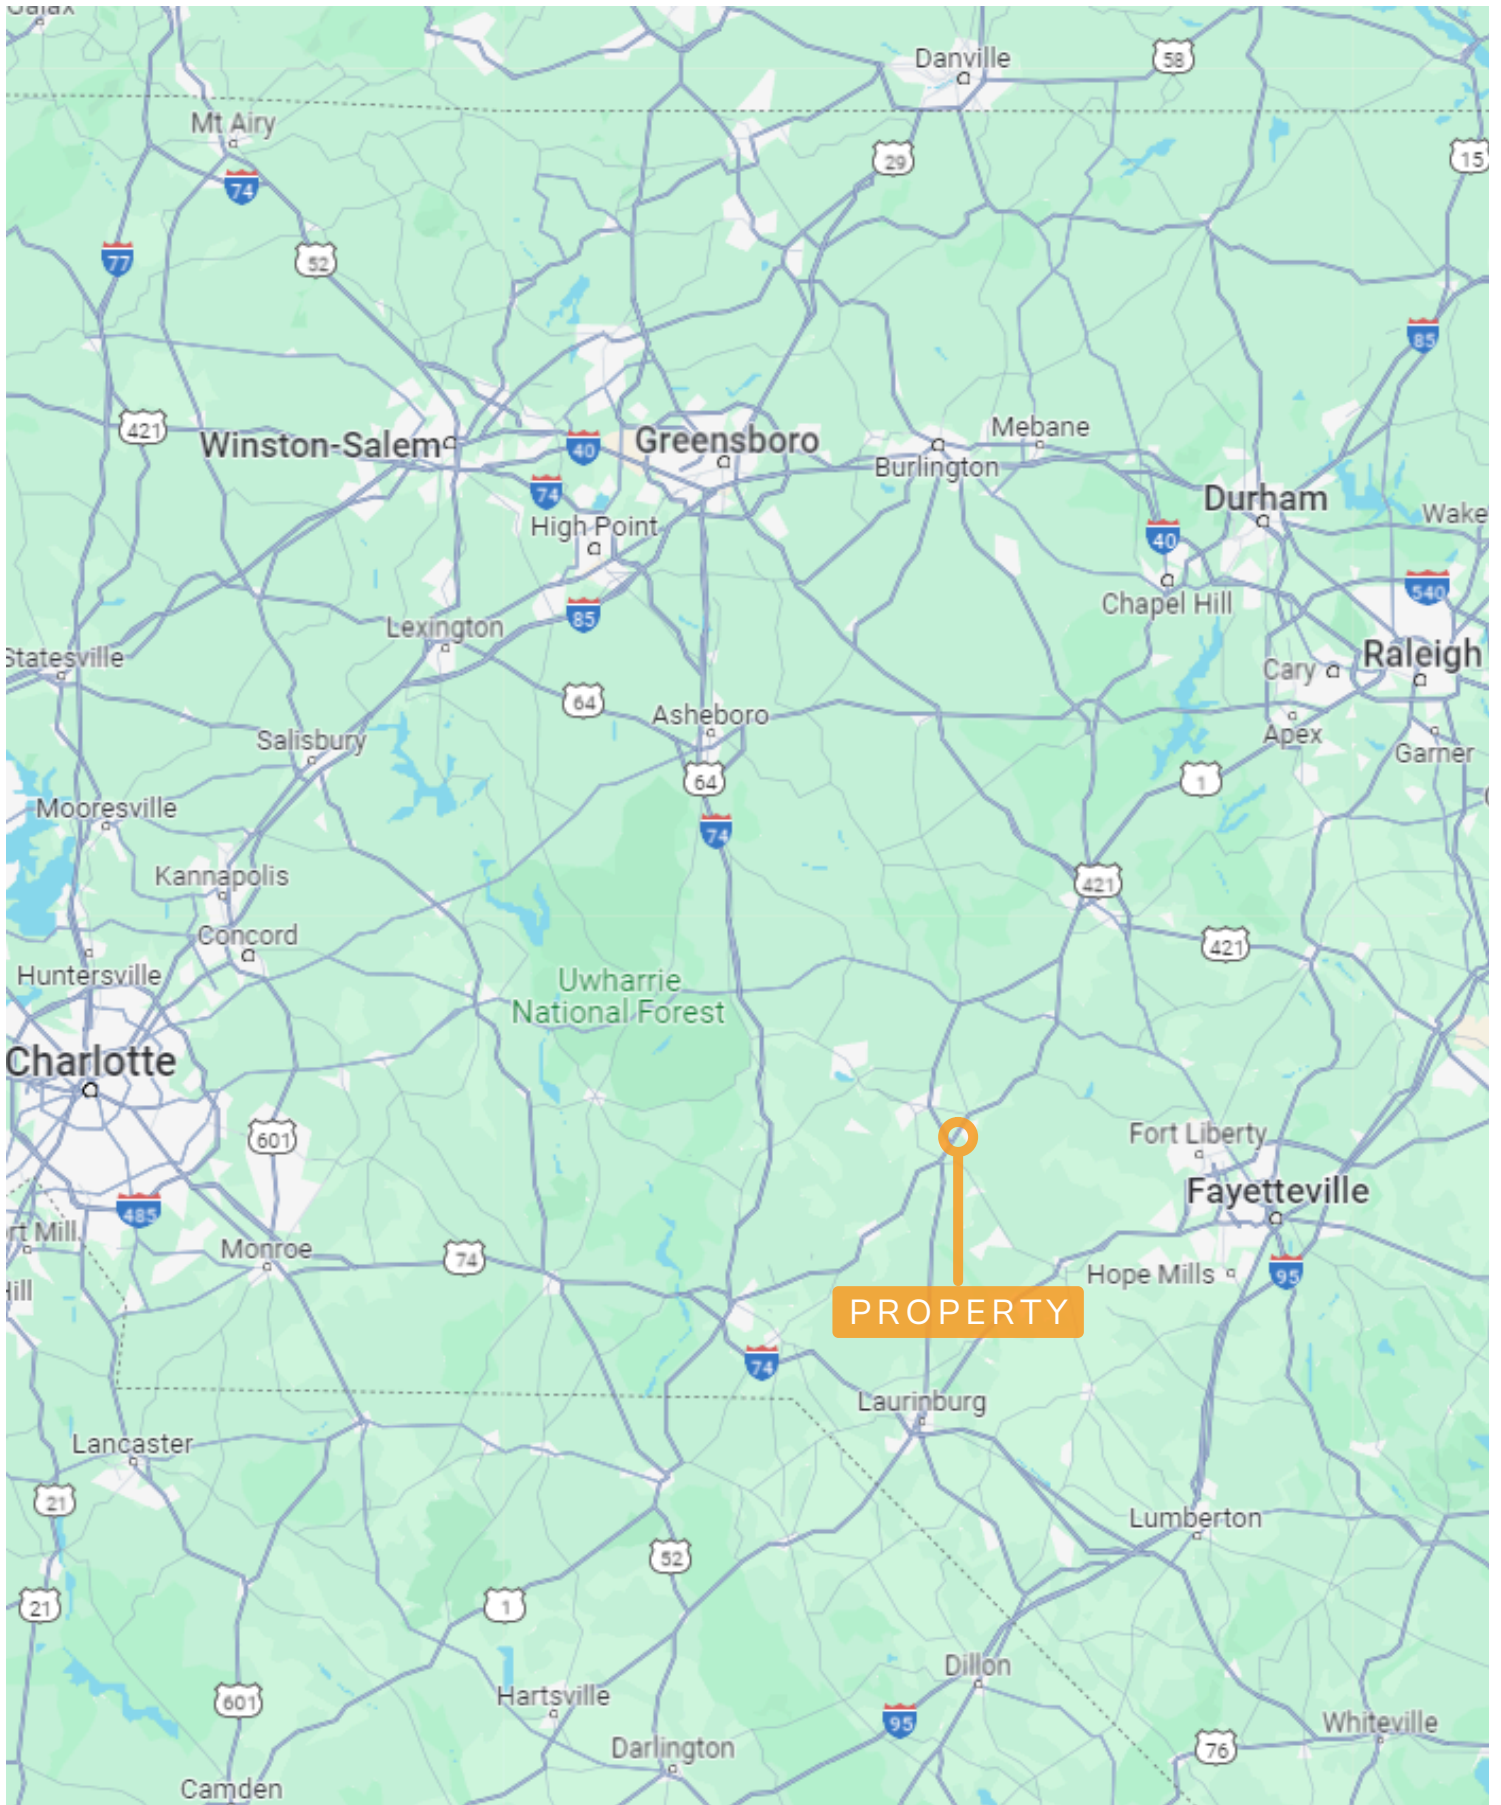 Galax
Danville
58
Mt Airy
29
15
74
77
52
85
421
Mebane
Winston-Salem
40
Greensboro
Burlington
74
Durham
Wake
High Point
40
540
85
Chapel Hill
Lexington
Statesville
Raleigh
Cary
64
Asheboro
Apex
Salisbury
Garner
64
1
Mooresville
74
Kannapolis
421
Concord
421
Huntersville
Uwharrie
National Forest
Charlotte
601
Fort Liberty
Fayetteville
485
rt Mill
Monroe
74
Hope Mills
95
Hill
PROPERTY
74
Laurinburg
Lancaster
21
Lumberton
52
21
1
Dillon
601
Hartsville
95
Whiteville
Darlington
76
Camden